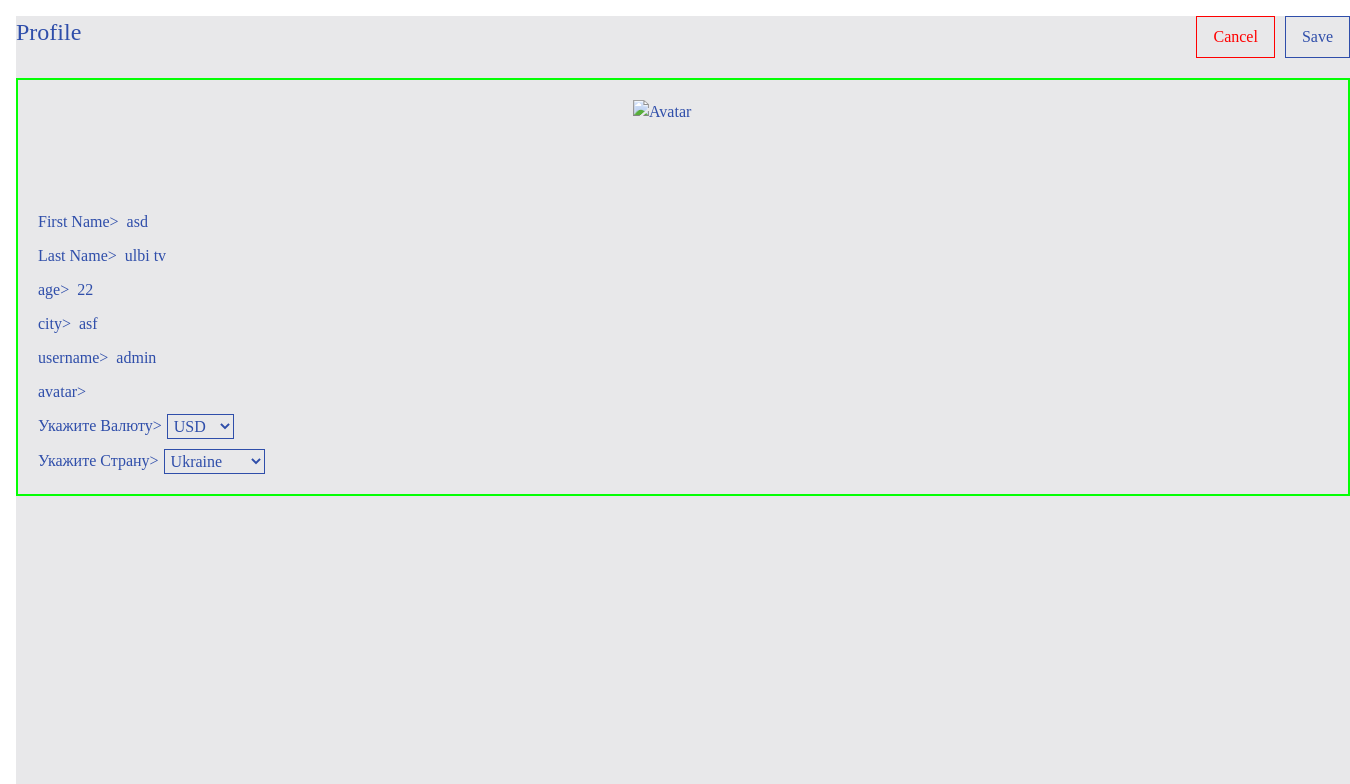 Profile
Cancel
Save
Avatar
First Name> asd
Last Name> ulbi tv
age> 22
city> asf
username> admin
avatar>
Укажите Валюту> USD
Укажите Страну> Ukraine